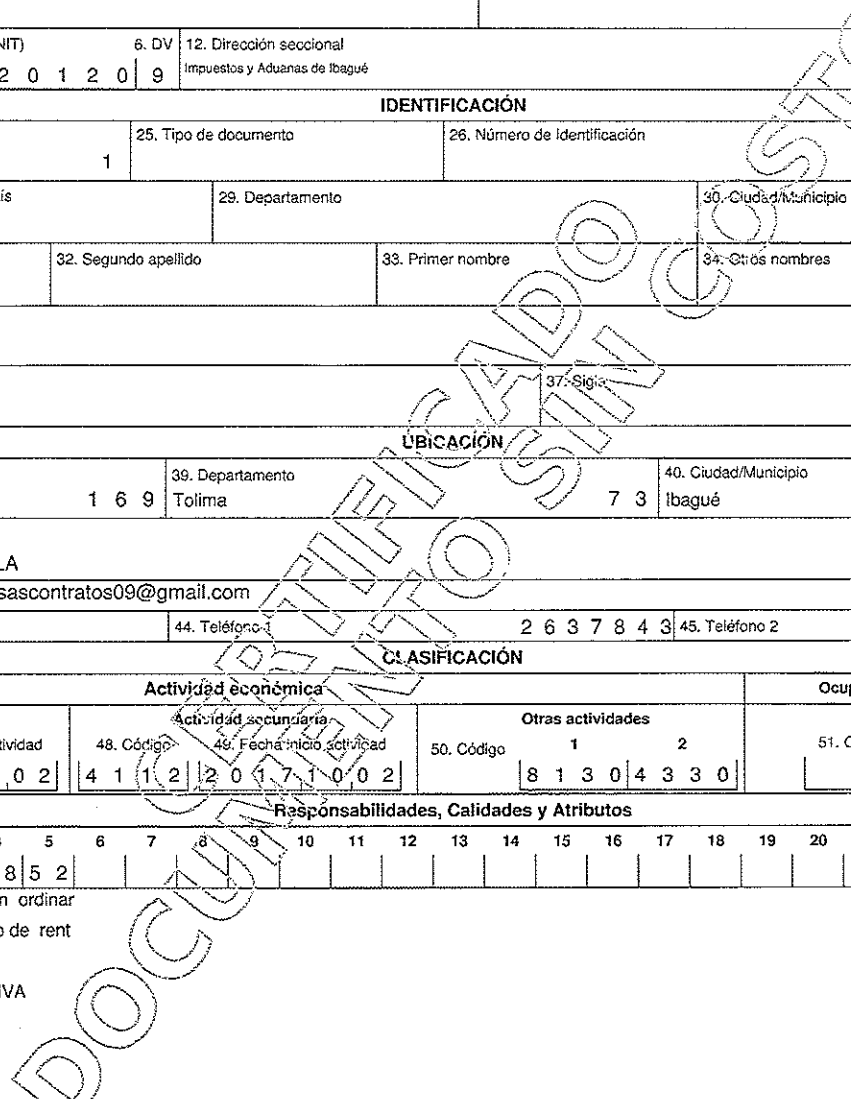 NIT) 6. DV 12. Dirección seccional
2 0 1 2 0 9 Impuestos y Aduanas de Ibagué
IDENTIFICACIÓN
25. Tipo de documento 26. Número de Identificación
1
ís 29. Departamento 30. Ciudad/Municipio
32. Segundo apellido 33. Primer nombre 34. Otros nombres
37. Sigla
UBICACIÓN
39. Departamento 40. Ciudad/Municipio
1 6 9 Tolima 7 3 Ibagué
LA
sascontratos09@gmail.com
44. Teléfono 1 2 6 3 7 8 4 3 45. Teléfono 2
CLASIFICACIÓN
Actividad económica Ocup
Actividad secundaria Otras actividades
tividad 48. Código 49. Fecha inicio actividad 50. Código 1 2 51. C
0 2 4 1 1 2 2 0 1 7 1 0 0 2 8 1 3 0 4 3 3 0
Responsabilidades, Calidades y Atributos
5 6 7 8 9 10 11 12 13 14 15 16 17 18 19 20
8 5 2
n ordinar
o de rent
IVA
CERTIFICADO
DOCUMENTO SIN COSTO